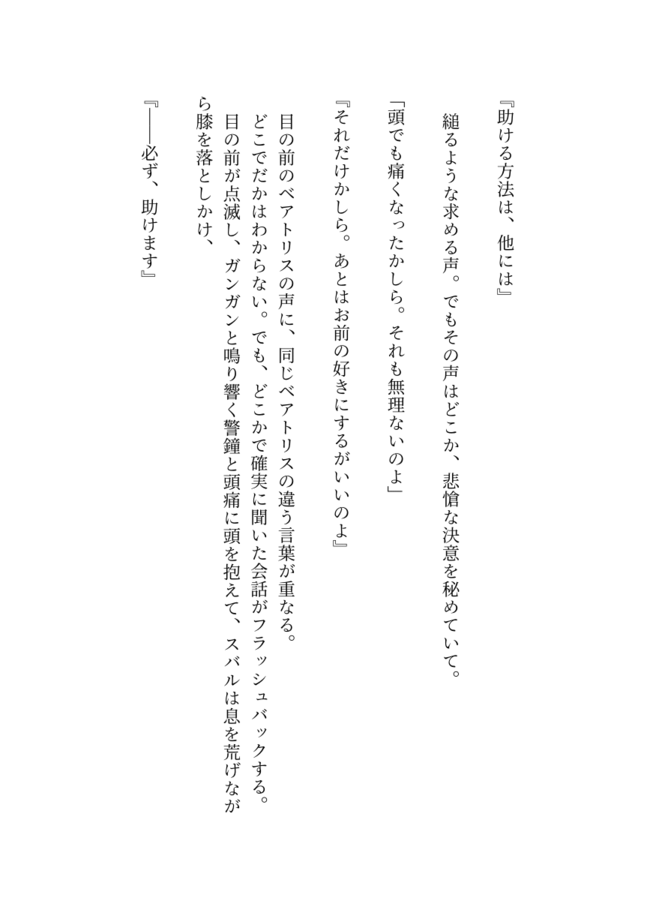 『助ける方法は、他には』
縋るような求める声。でもその声はどこか、悲愴な決意を秘めていて。
「頭でも痛くなったかしら。それも無理ないのよ」
『それだけかしら。あとはお前の好きにするがいいのよ』
目の前のベアトリスの声に、同じベアトリスの違う言葉が重なる。
どこでだかはわからない。でも、どこかで確実に聞いた会話がフラッシュバックする。
目の前が点滅し、ガンガンと鳴り響く警鐘と頭痛に頭を抱えて、スバルは息を荒げなが
ら膝を落としかけ、
『――必ず、助けます』